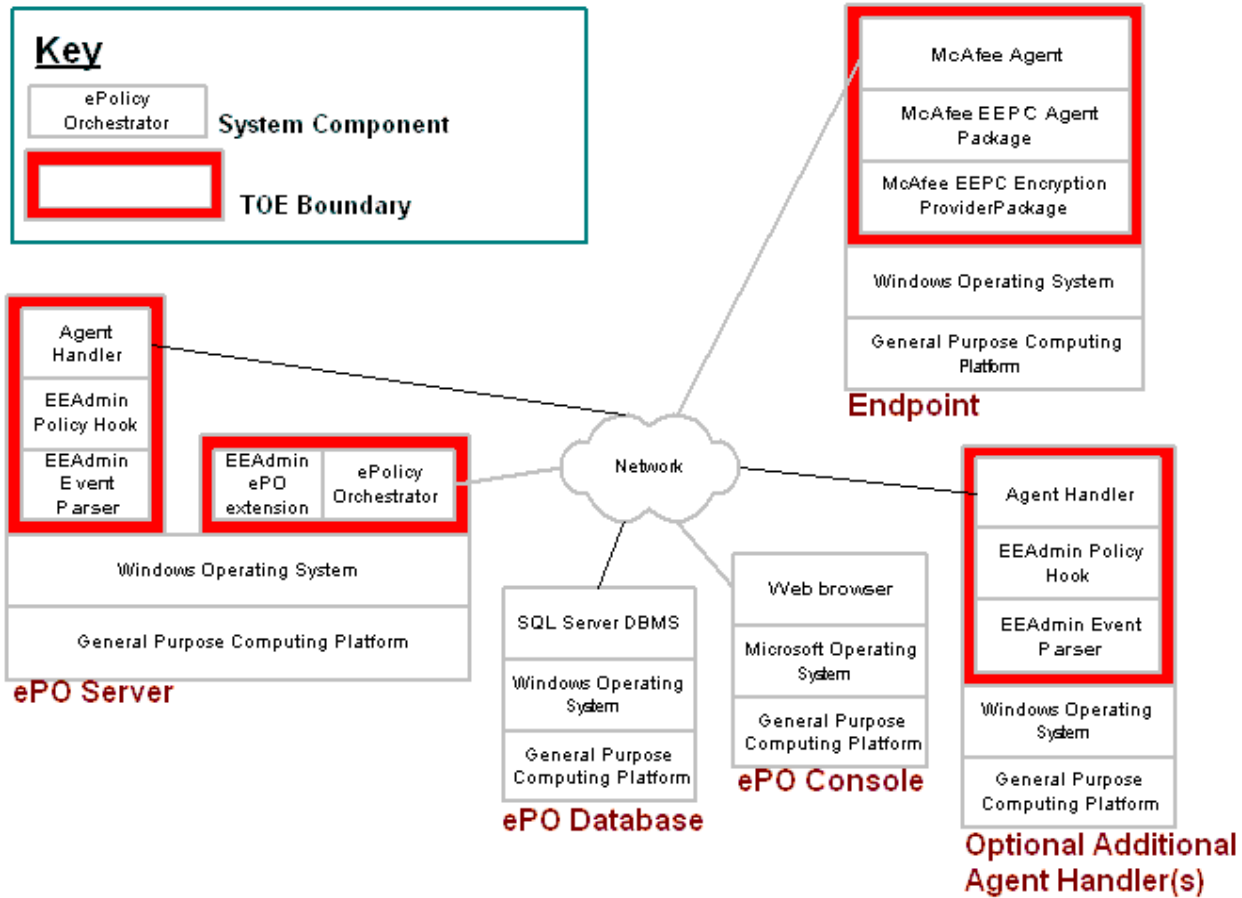 Key
ePolicy
Orchestrator
System Component
TOE Boundary
McAfee Agent
McAfee EEPC Agent
Package
McAfee EEPC Encryption
ProviderPackage
Windows Operating System
General Purpose Computing
Platform
Endpoint
Agent
Handler
EEAdmin
Policy Hook
EEAdmin
Event
Parser
EEAdmin
ePO
extension
ePolicy
Orchestrator
Windows Operating System
General Purpose Computing Platform
ePO Server
Network
SQL Server DBMS
Windows Operating
System
General Purpose
Computing Platform
ePO Database
Web browser
Microsoft Operating
System
General Purpose
Computing Platform
ePO Console
Agent Handler
EEAdmin Policy
Hook
EEAdmin Event
Parser
Windows Operating
System
General Purpose
Computing Platform
Optional Additional
Agent Handler(s)